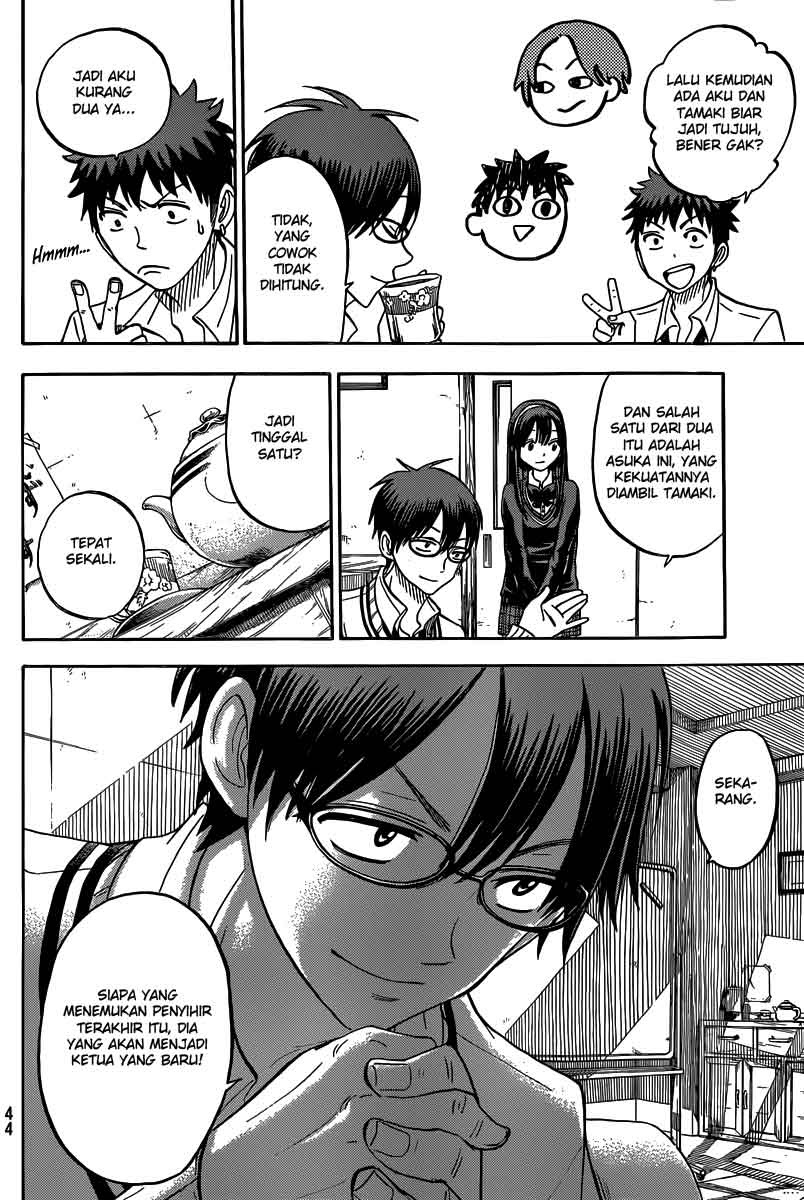 LALU KEMUDIAN
ADA AKU DAN
TAMAKI BIAR
JADI TUJUH,
BENER GAK?
TIDAK,
YANG
COWOK
TIDAK
DIHITUNG.
JADI AKU
KURANG
DUA YA...
Hmmm...
DAN SALAH
SATU DARI DUA
ITU ADALAH
ASUKA INI, YANG
KEKUATANNYA
DIAMBIL TAMAKI.
JADI
TINGGAL
SATU?
TEPAT
SEKALI.
SEKA-
RANG.
SIAPA YANG
MENEMUKAN PENYIHIR
TERAKHIR ITU, DIA
YANG AKAN MENJADI
KETUA YANG BARU!
44